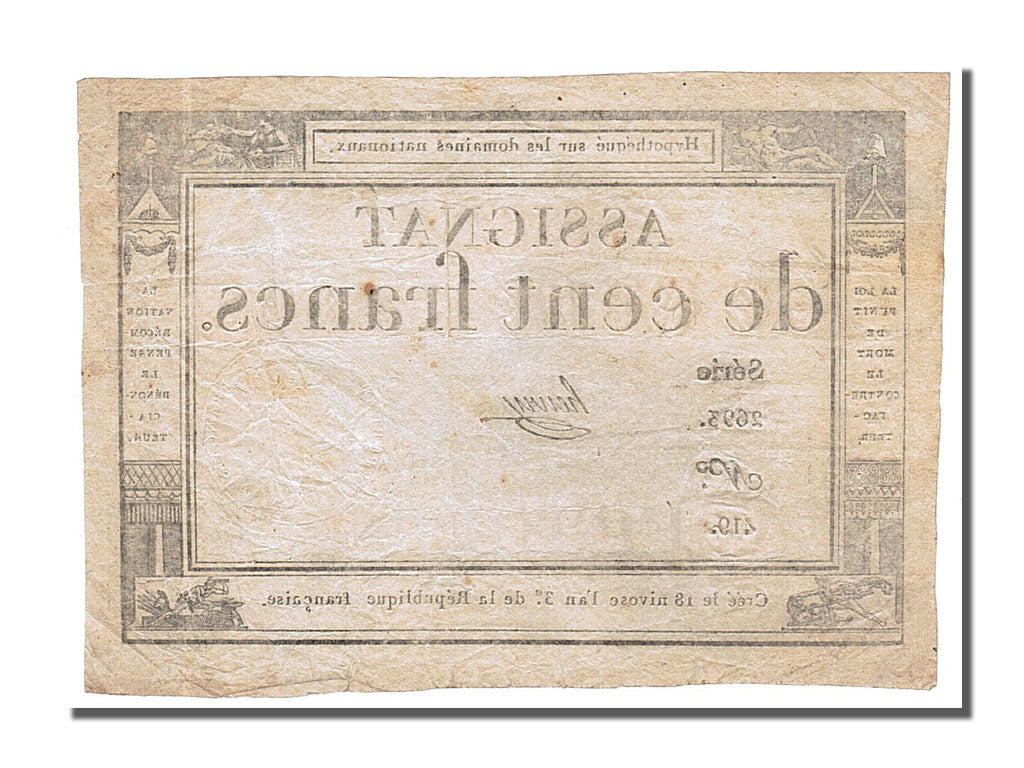 Hypothèque sur les domaines nationaux.
ASSIGNAT
de cent francs.
Série
2695.
N°.
419.
LA LOI
PUNIT
DE
MORT
LE
CONTRE-
FAC-
TEUR.
LA
NATION
RÉCOM
PENSE
LE
DÉNON-
CIA-
TEUR.
Créé le 18 nivose l'an 3e. de la République française.